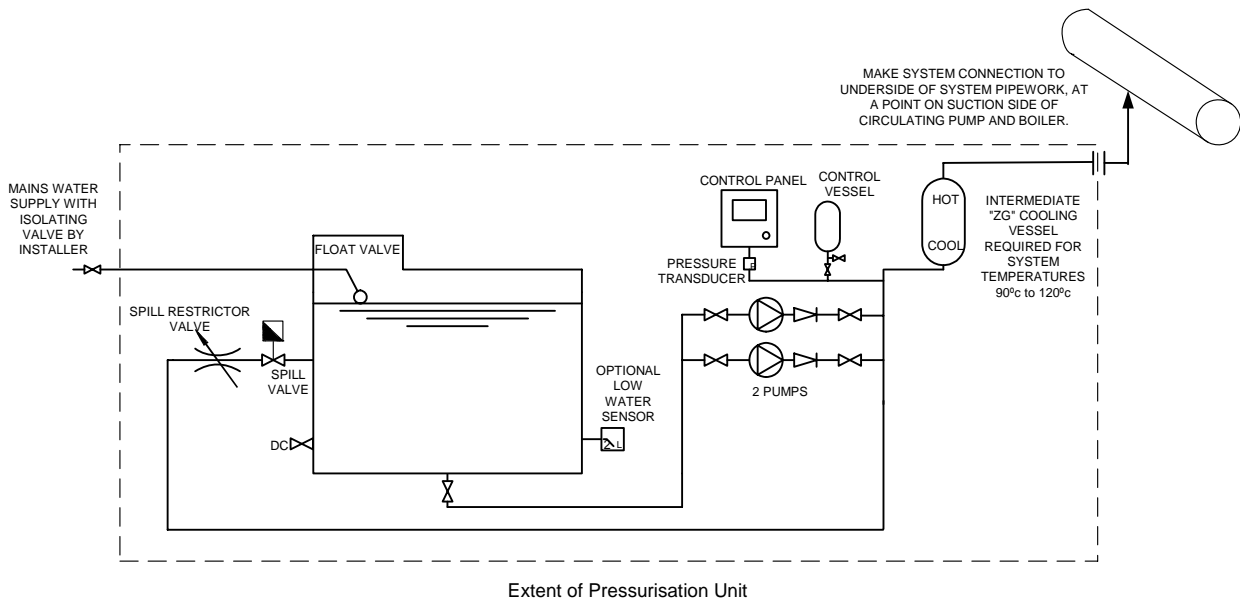 MAKE SYSTEM CONNECTION TO
UNDERSIDE OF SYSTEM PIPEWORK, AT
A POINT ON SUCTION SIDE OF
CIRCULATING PUMP AND BOILER.
MAINS WATER
SUPPLY WITH
ISOLATING
VALVE BY
INSTALLER
FLOAT VALVE
CONTROL PANEL
CONTROL
VESSEL
HOT
COOL
INTERMEDIATE
"ZG" COOLING
VESSEL
REQUIRED FOR
SYSTEM
TEMPERATURES
90ºc to 120ºc
PRESSURE
TRANSDUCER
P
SPILL RESTRICTOR
VALVE
SPILL
VALVE
OPTIONAL
LOW
WATER
SENSOR
L
2 PUMPS
DC
Extent of Pressurisation Unit